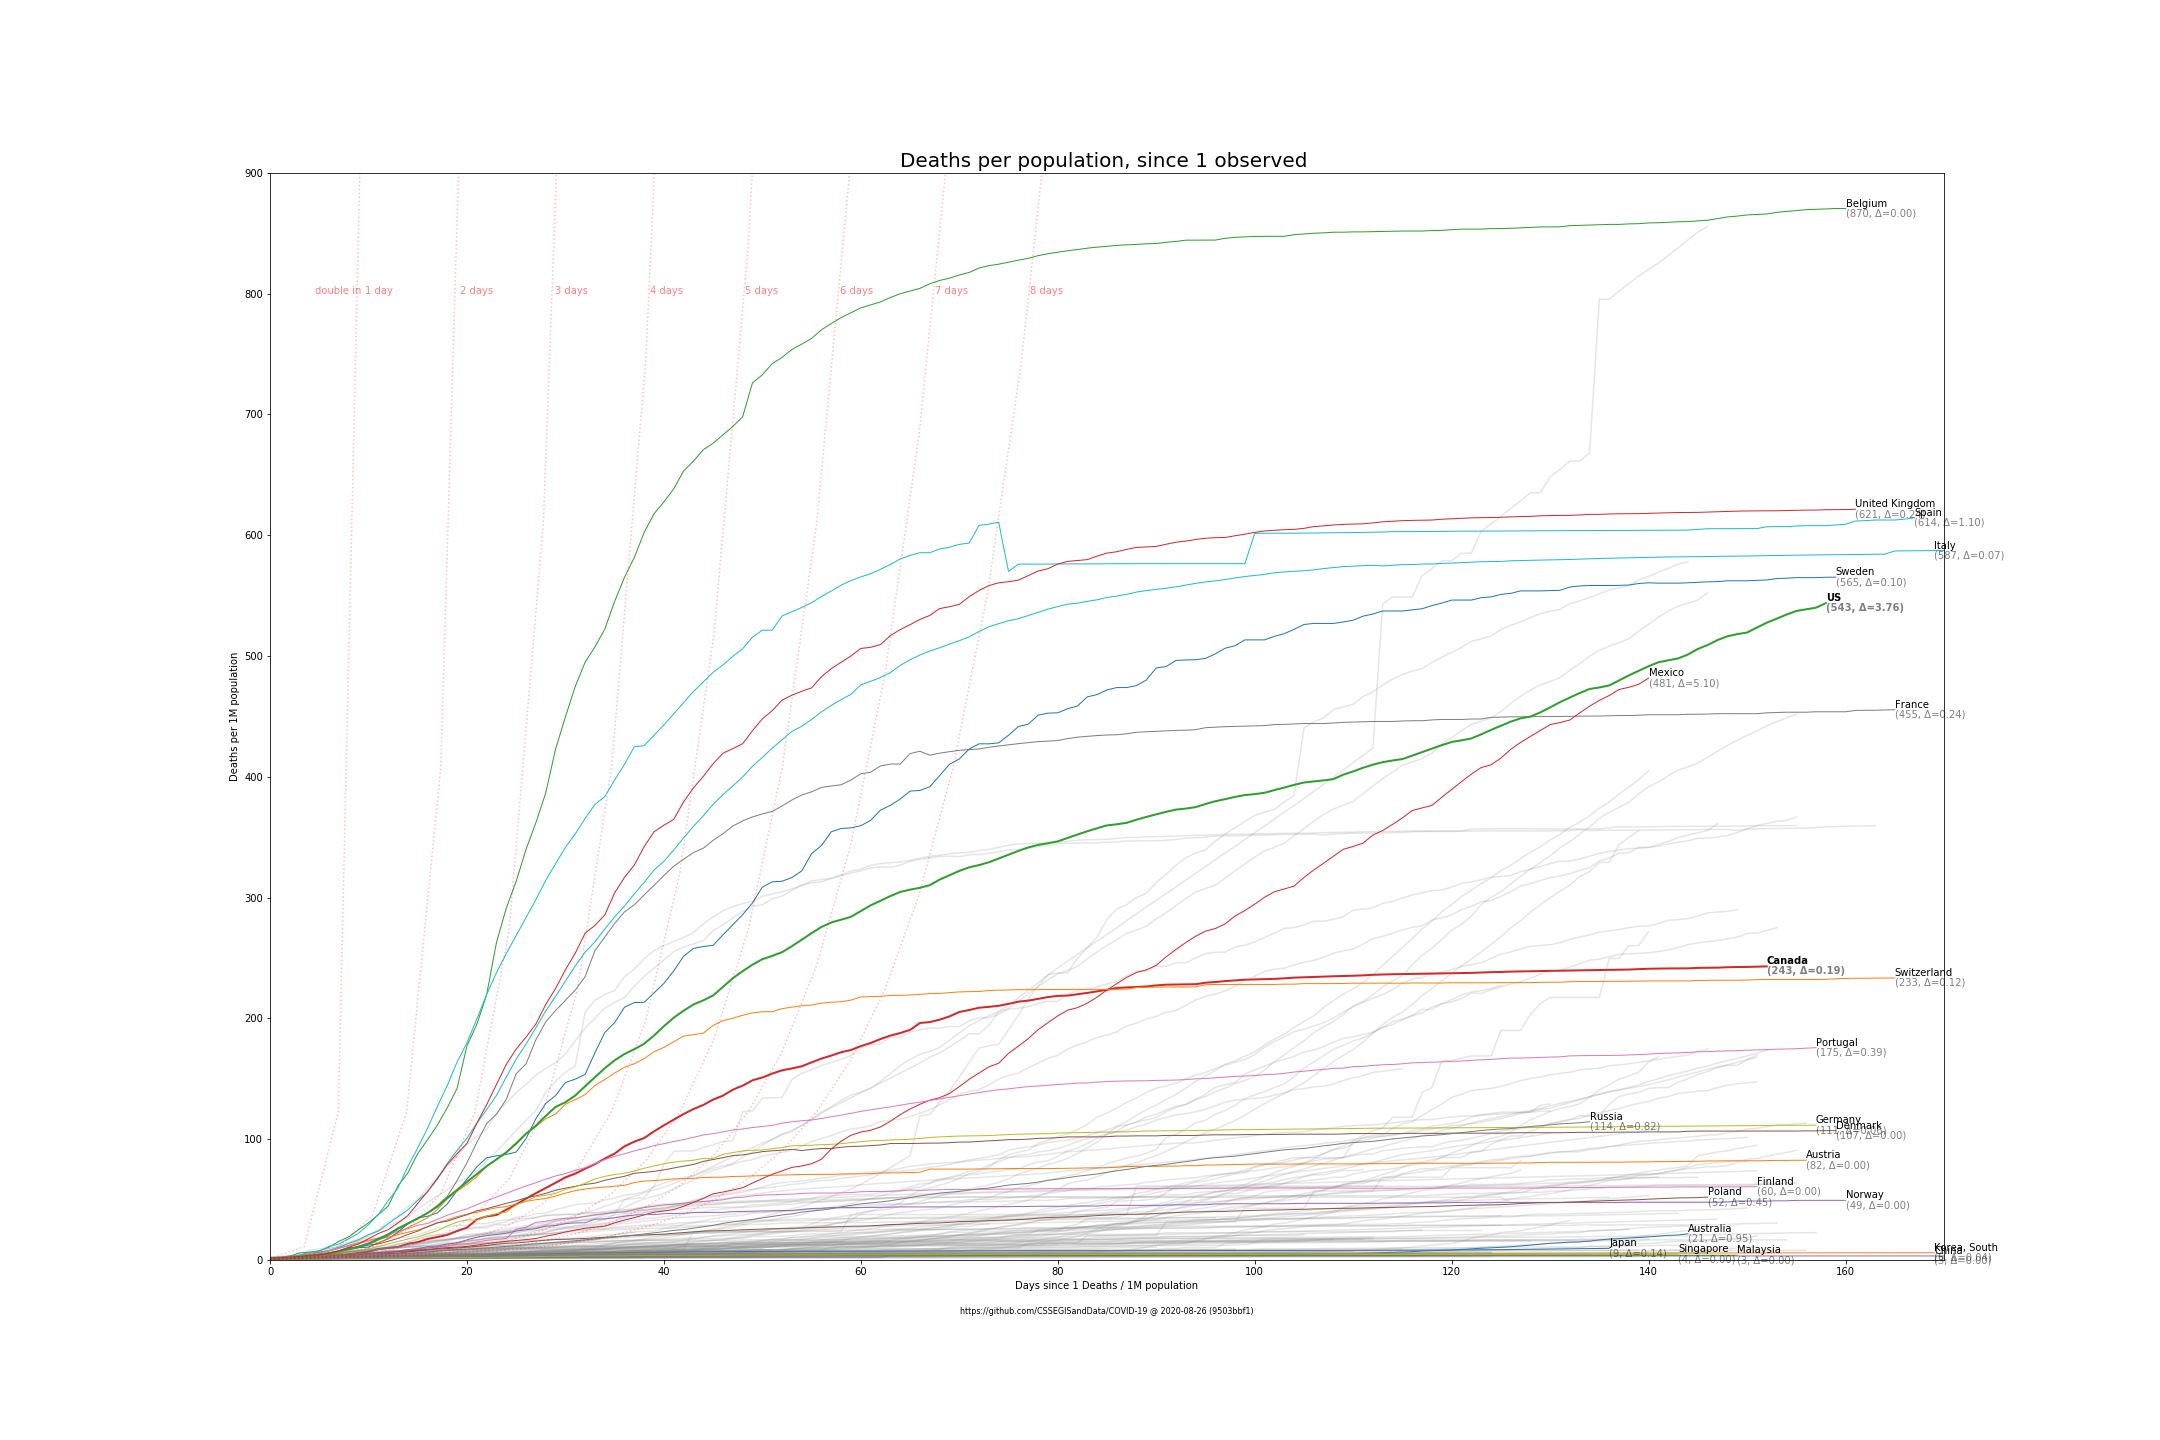 Deaths per population, since 1 observed
900
800
700
600
500
400
300
200
100
0
Deaths per 1M population
double in 1 day
2 days
3 days
4 days
5 days
6 days
7 days
8 days
Belgium
(870, Δ=0.00)
United Kingdom
(621,
Spain
(614, Δ=1.10)
Italy
(587, Δ=0.07)
Sweden
(565, Δ=0.10)
US
(543, Δ=3.76)
Mexico
(481, Δ=5.10)
France
(455, Δ=0.24)
Canada
(243, Δ=0.19)
Switzerland
(233, Δ=0.12)
Portugal
(175, Δ=0.39)
Russia
(114, Δ=0.82)
Germany
Denmark
(107, Δ=0.00)
Austria
(82, Δ=0.00)
Finland
(60, Δ=0.00)
Poland
(52, Δ=0.45)
Norway
(49, Δ=0.00)
Australia
(21, Δ=0.95)
Japan
(9, Δ=0.14)
Singapore
(4, Δ=0.00)
Malaysia
(3, Δ=0.00)
Korea, South
China
0
20
40
60
80
100
120
140
160
Days since 1 Deaths / 1M population
https://github.com/CSSEGISandData/COVID-19 @ 2020-08-26 (9503bbf1)